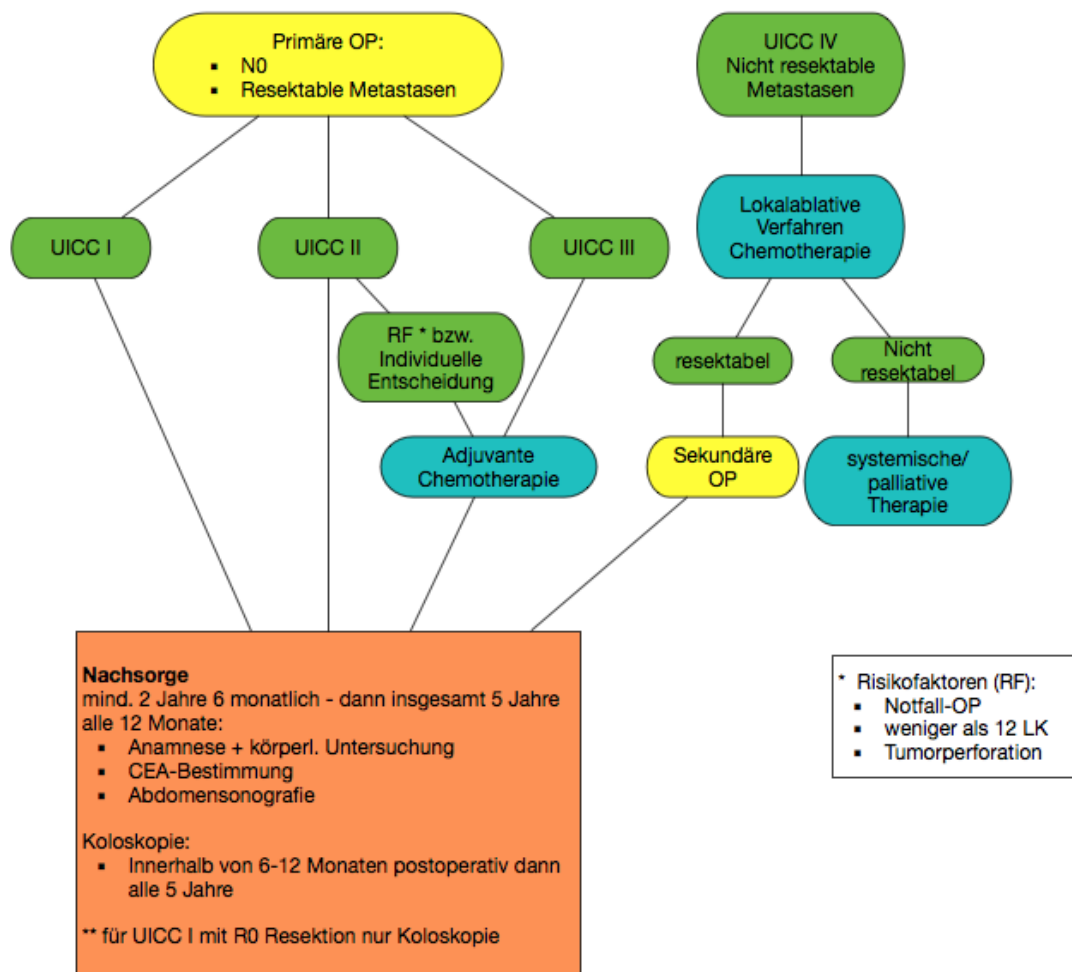 Primäre OP:
▪ N0
▪ Resektable Metastasen
UICC IV
Nicht resektable
Metastasen
UICC I
UICC II
UICC III
Lokalablative
Verfahren
Chemotherapie
RF * bzw.
Individuelle
Entscheidung
resektabel
Nicht
resektabel
Adjuvante
Chemotherapie
Sekundäre
OP
systemische/
palliative
Therapie
Nachsorge
mind. 2 Jahre 6 monatlich - dann insgesamt 5 Jahre
alle 12 Monate:
▪ Anamnese + körperl. Untersuchung
▪ CEA-Bestimmung
▪ Abdomensonografie
Koloskopie:
▪ Innerhalb von 6-12 Monaten postoperativ dann
alle 5 Jahre
** für UICC I mit R0 Resektion nur Koloskopie
* Risikofaktoren (RF):
▪ Notfall-OP
▪ weniger als 12 LK
▪ Tumorperforation